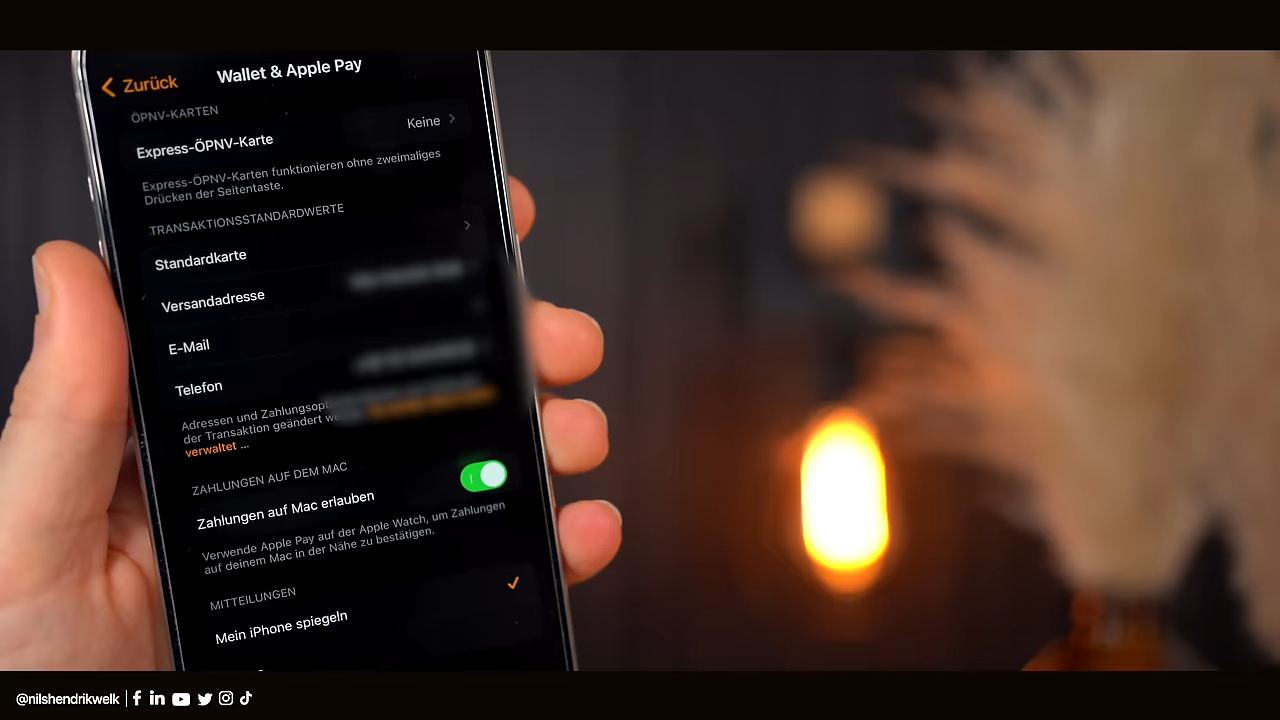 Zurück
Wallet & Apple Pay
ÖPNV-KARTEN
Express-ÖPNV-Karte
Keine
Express-ÖPNV-Karten funktionieren ohne zweimaliges
Drücken der Seitentaste.
TRANSAKTIONSSTANDARDWERTE
Standardkarte
Versandadresse
E-Mail
Telefon
Adressen und
der Transaktion geändert
verwaltet ...
ZAHLUNGEN AUF DEM MAC
Zahlungen auf Mac erlauben
Verwende Apple Pay auf der Apple Watch, um Zahlungen
auf deinem Mac in der Nähe zu bestätigen.
MITTEILUNGEN
Mein iPhone spiegeln
@nilshendrikwelk